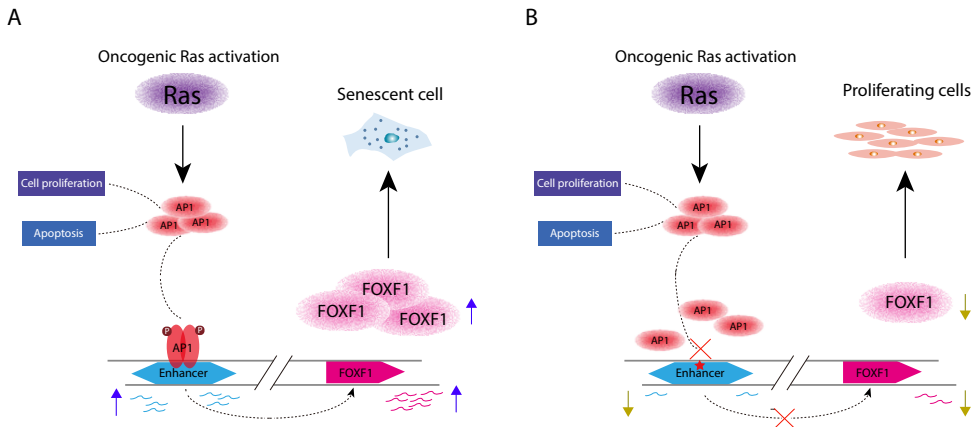 A
Oncogenic Ras activation
Ras
Senescent cell
Cell proliferation
Apoptosis
AP1
AP1
AP1
FOXF1
FOXF1
FOXF1
P
P
AP1
Enhancer
FOXF1
B
Oncogenic Ras activation
Ras
Proliferating cells
Cell proliferation
Apoptosis
AP1
AP1
AP1
FOXF1
AP1
AP1
AP1
Enhancer
FOXF1